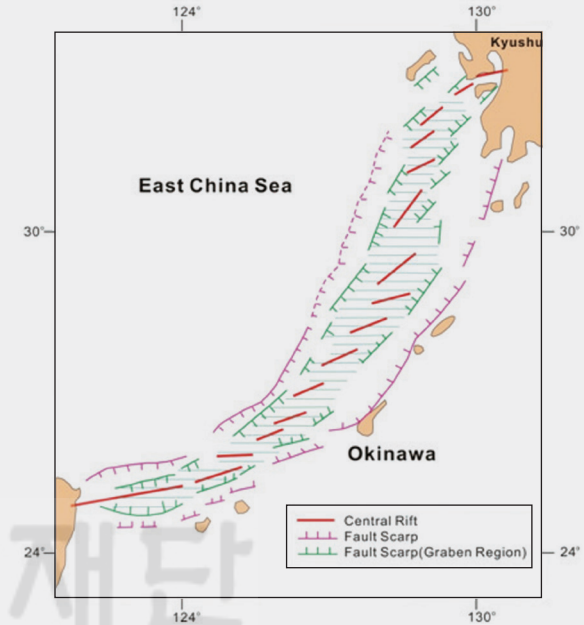 124°
130°
Kyushu
East China Sea
30°
30°
Okinawa
Central Rift
Fault Scarp
Fault Scarp(Graben Region)
24°
24°
재단
124°
130°